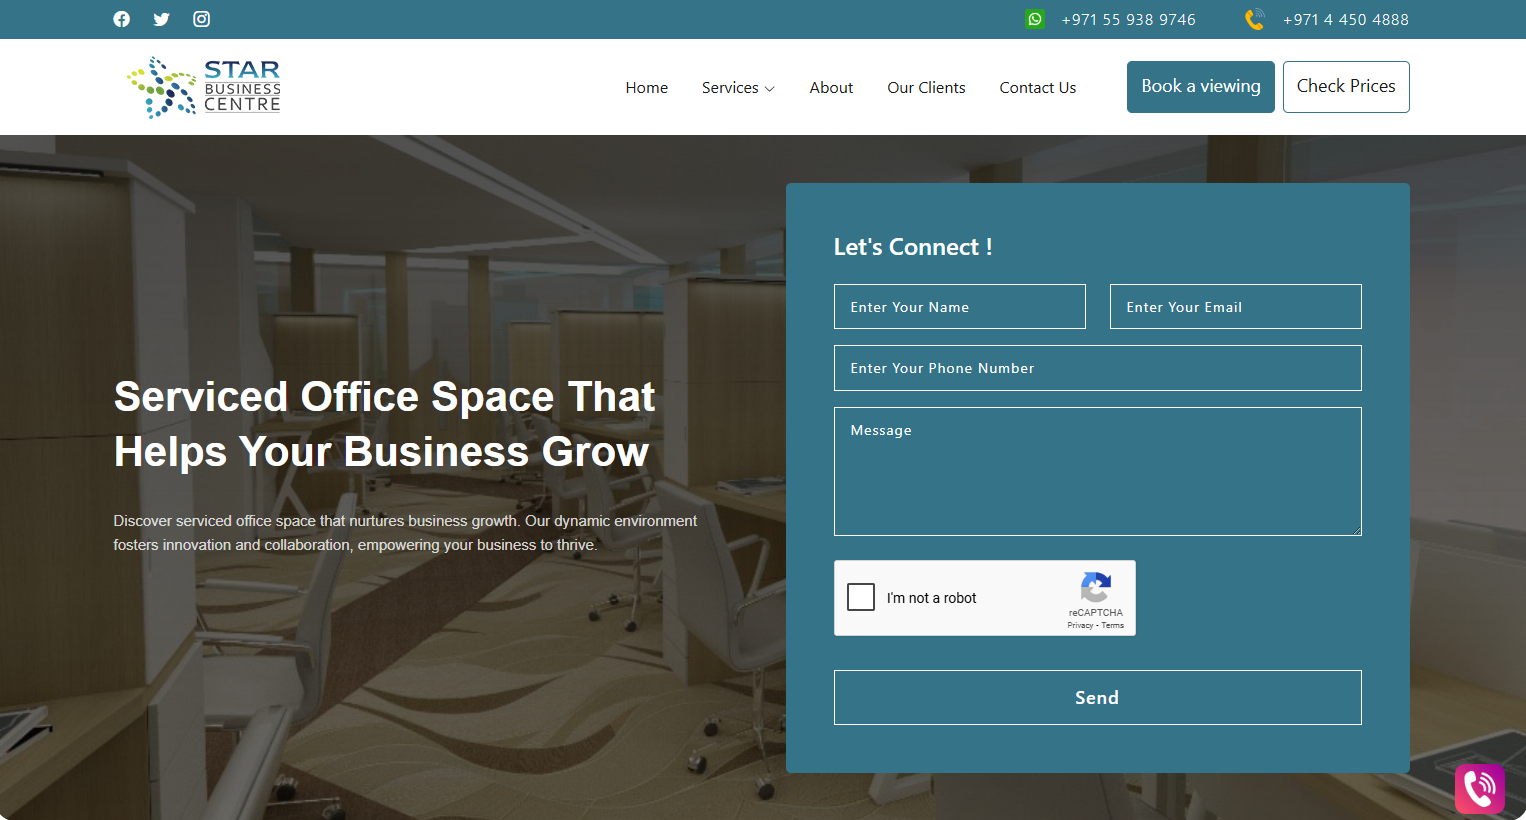 +971 55 938 9746
+971 4 450 4888
STAR
BUSINESS
CENTRE
Home
Services
About
Our Clients
Contact Us
Book a viewing
Check Prices
Serviced Office Space That
Helps Your Business Grow
Discover serviced office space that nurtures business growth. Our dynamic environment
fosters innovation and collaboration, empowering your business to thrive.
Let's Connect !
Enter Your Name
Enter Your Email
Enter Your Phone Number
Message
I'm not a robot
reCAPTCHA
Privacy - Terms
Send